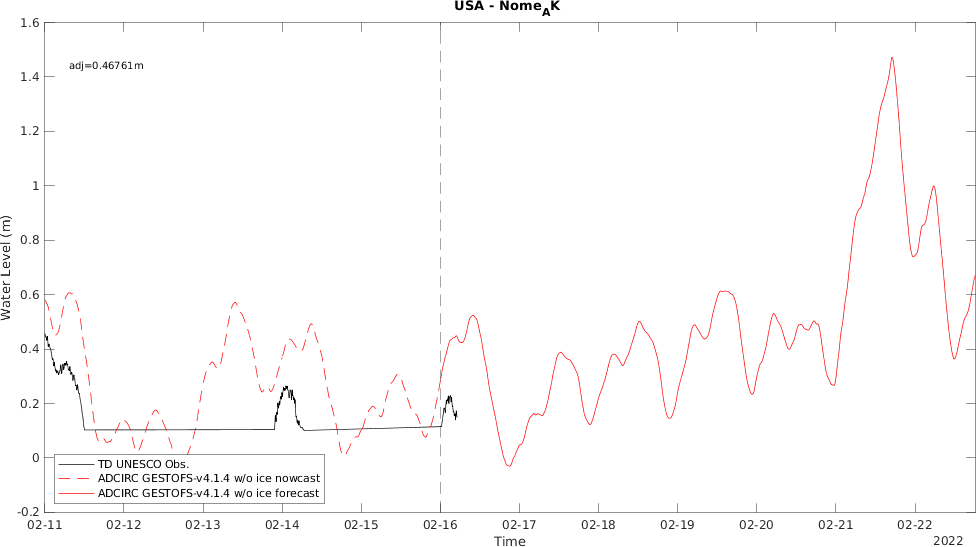 USA - Nome_AK
adj=0.46761m
1.6
1.4
1.2
1
0.8
0.6
0.4
0.2
0
-0.2
Water Level (m)
TD UNESCO Obs.
ADCIRC GESTOFS-v4.1.4 w/o ice nowcast
ADCIRC GESTOFS-v4.1.4 w/o ice forecast
02-11 02-12 02-13 02-14 02-15 02-16 02-17 02-18 02-19 02-20 02-21 02-22
Time
2022